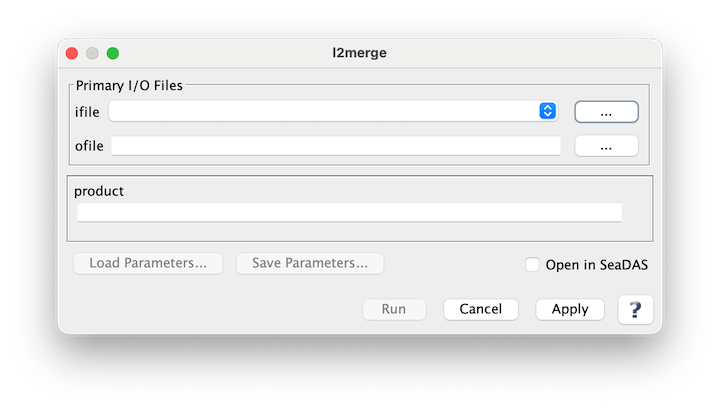 l2merge
Primary I/O Files
ifile ...
ofile ...
product
Load Parameters... Save Parameters... Open in SeaDAS
Run Cancel Apply ?